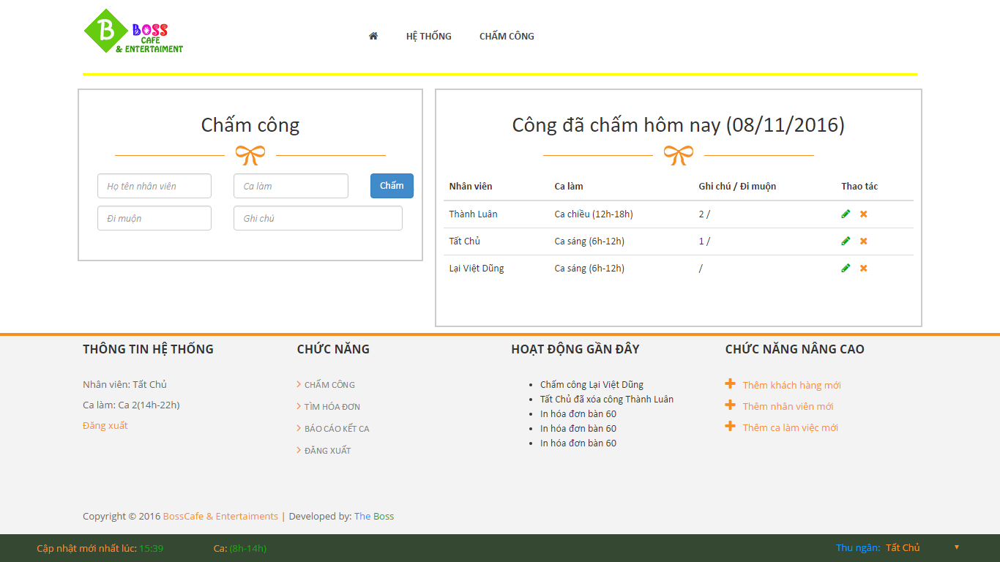 B BOSS
CAFE
& ENTERTAIMENT
HỆ THỐNG CHẤM CÔNG
Chấm công
Họ tên nhân viên Ca làm Chấm
Đi muộn Ghi chú
Công đã chấm hôm nay (08/11/2016)
Nhân viên Ca làm Ghi chú / Đi muộn Thao tác
Thành Luân Ca chiều (12h-18h) 2 /
Tất Chủ Ca sáng (6h-12h) 1 /
Lại Việt Dũng Ca sáng (6h-12h) /
THÔNG TIN HỆ THỐNG
Nhân viên: Tất Chủ
Ca làm: Ca 2(14h-22h)
Đăng xuất
CHỨC NĂNG
CHẤM CÔNG
TÌM HÓA ĐƠN
BÁO CÁO KẾT CA
ĐĂNG XUẤT
HOẠT ĐỘNG GẦN ĐÂY
Chấm công Lại Việt Dũng
Tất Chủ đã xóa công Thành Luân
In hóa đơn bàn 60
In hóa đơn bàn 60
In hóa đơn bàn 60
CHỨC NĂNG NÂNG CAO
Thêm khách hàng mới
Thêm nhân viên mới
Thêm ca làm việc mới
Copyright © 2016 BossCafe & Entertaiments | Developed by: The Boss
Cập nhật mới nhất lúc: 15:39 Ca: (8h-14h) Thu ngân: Tất Chủ